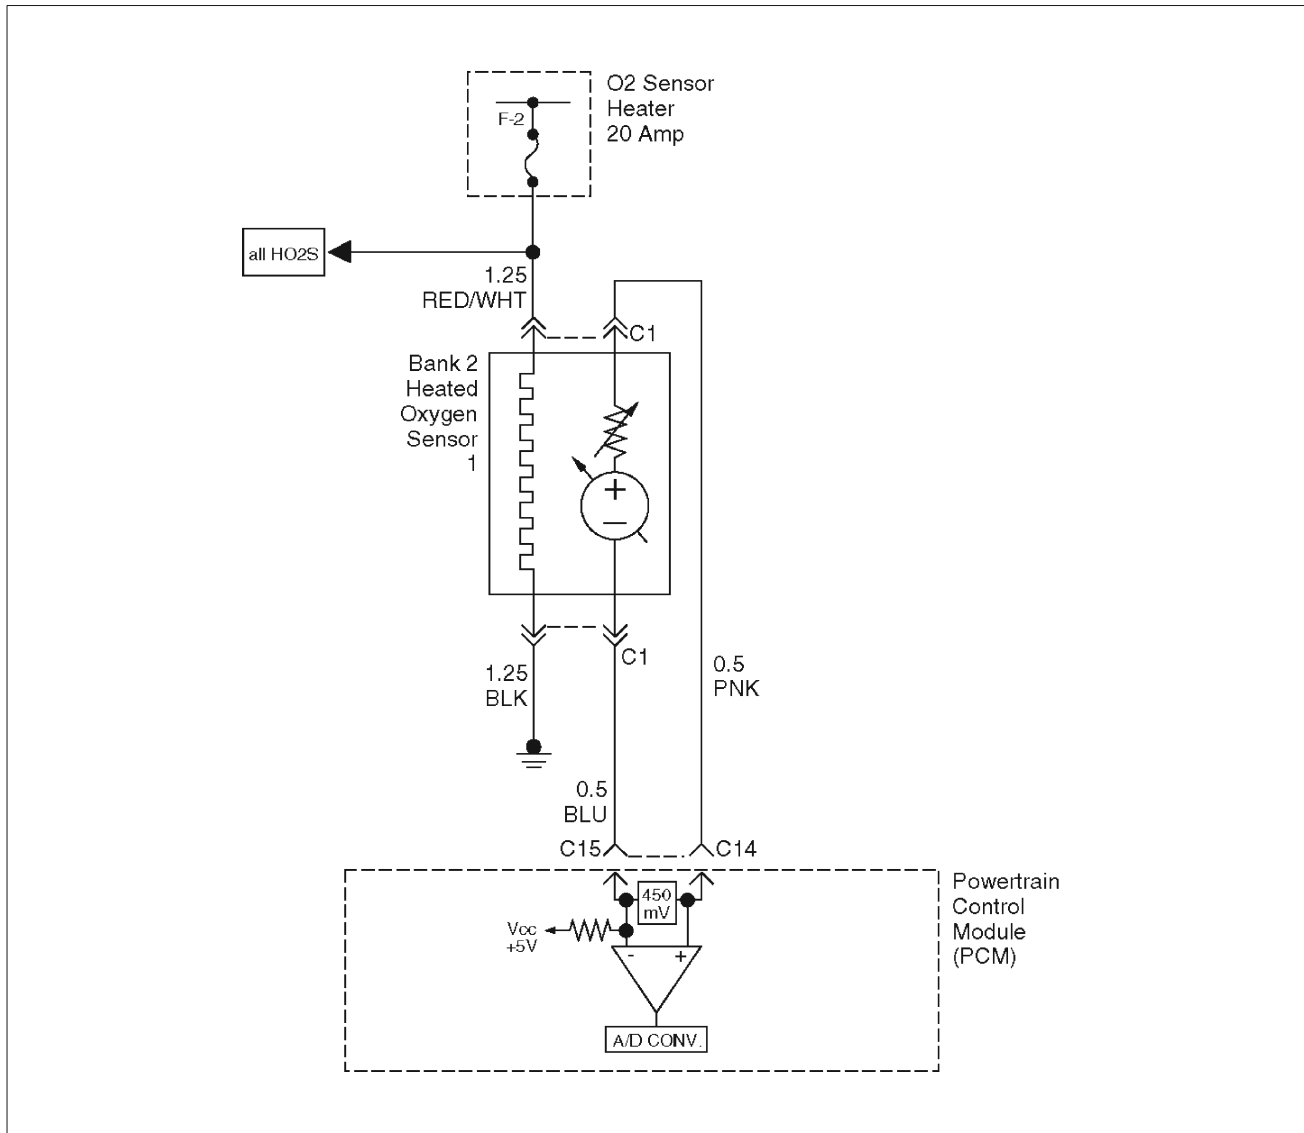 O2 Sensor
Heater
20 Amp
F-2
all HO2S
1.25
RED/WHT
C1
Bank 2
Heated
Oxygen
Sensor
1
+
—
C1
1.25
BLK
0.5
PNK
0.5
BLU
C15
C14
Powertrain
Control
Module
(PCM)
450
mV
Vcc
+5V
- +
A/D CONV.